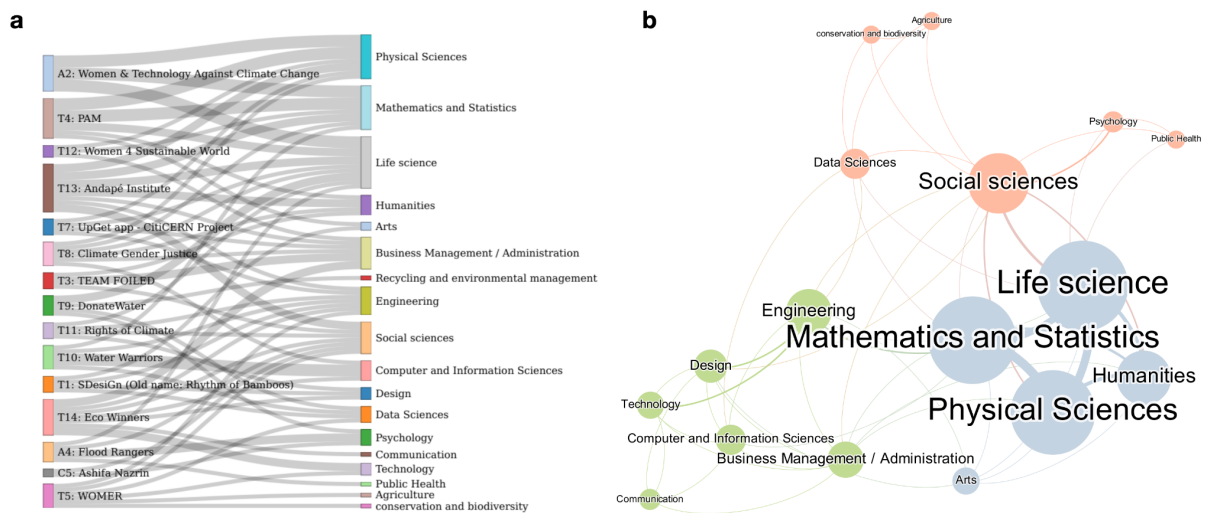 a
A2: Women & Technology Against Climate Change
T4: PAM
T12: Women 4 Sustainable World
T13: Andapé Institute
T7: UpGet app - CitiCERN Project
T8: Climate Gender Justice
T3: TEAM FOILED
T9: DonateWater
T11: Rights of Climate
T10: Water Warriors
T1: SDesiGn (Old name: Rhythm of Bamboos)
T14: Eco Winners
A4: Flood Rangers
C5: Ashifa Nazrin
T5: WOMER
Physical Sciences
Mathematics and Statistics
Life science
Humanities
Arts
Business Management / Administration
Recycling and environmental management
Engineering
Social sciences
Computer and Information Sciences
Design
Data Sciences
Psychology
Communication
Technology
Public Health
Agriculture
conservation and biodiversity
b
Agriculture
conservation and biodiversity
Psychology
Public Health
Data Sciences
Social sciences
Life science
Engineering
Mathematics and Statistics
Design
Humanities
Technology
Physical Sciences
Computer and Information Sciences
Business Management / Administration
Arts
Communication